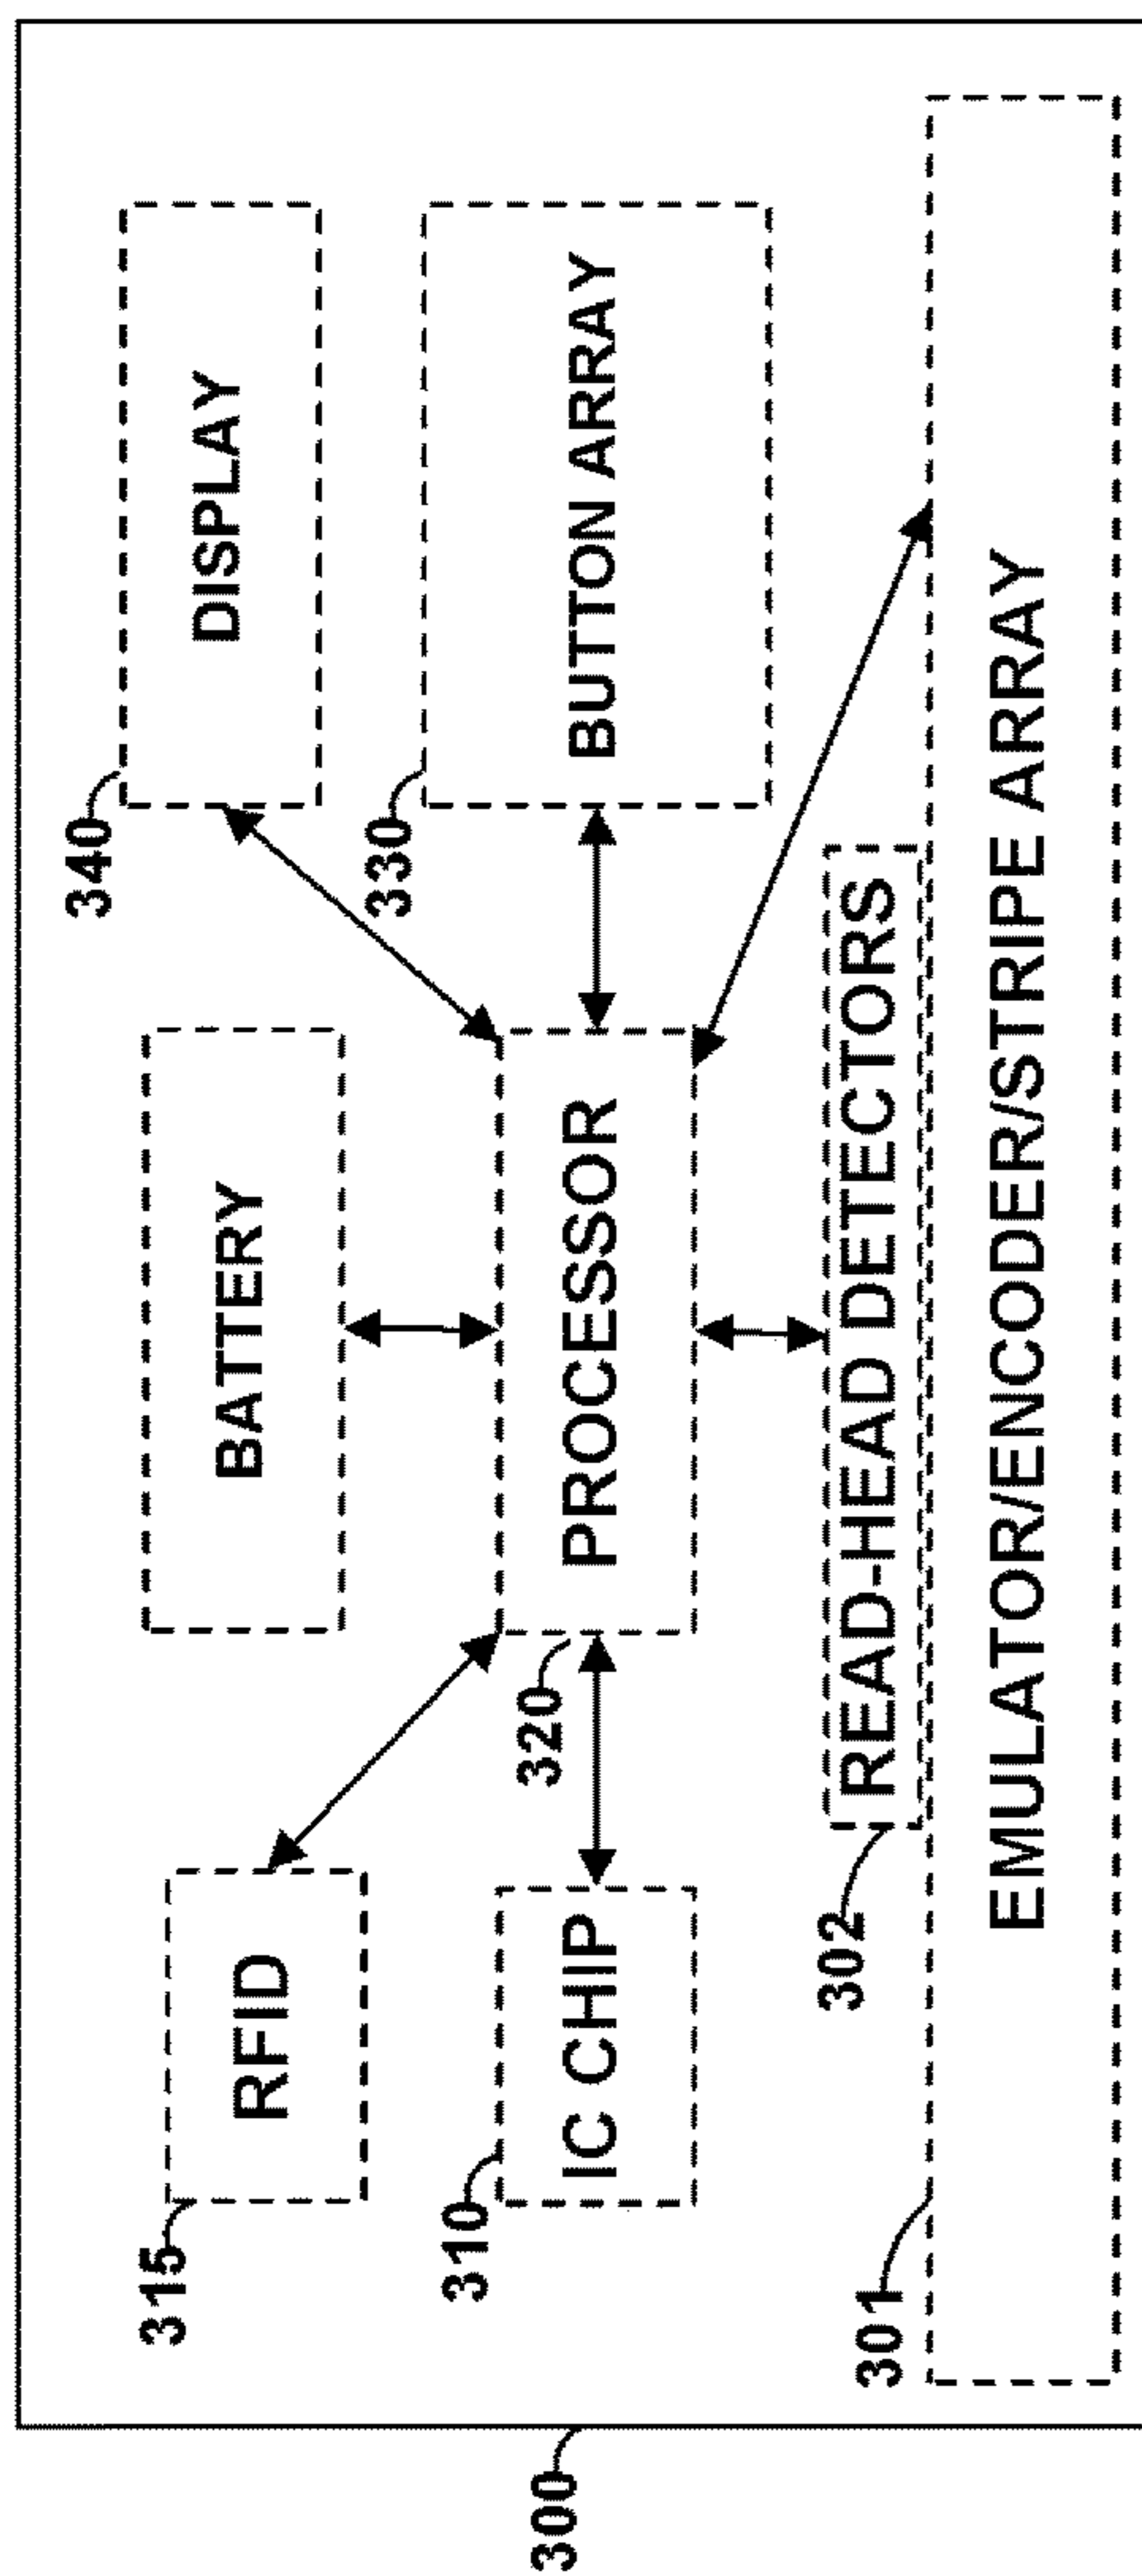 340
DISPLAY
BATTERY
315
RFID
330
BUTTON ARRAY
310
IC CHIP
320
PROCESSOR
302
READ-HEAD DETECTORS
301
EMULATOR/ENCODER/STRIPE ARRAY
300